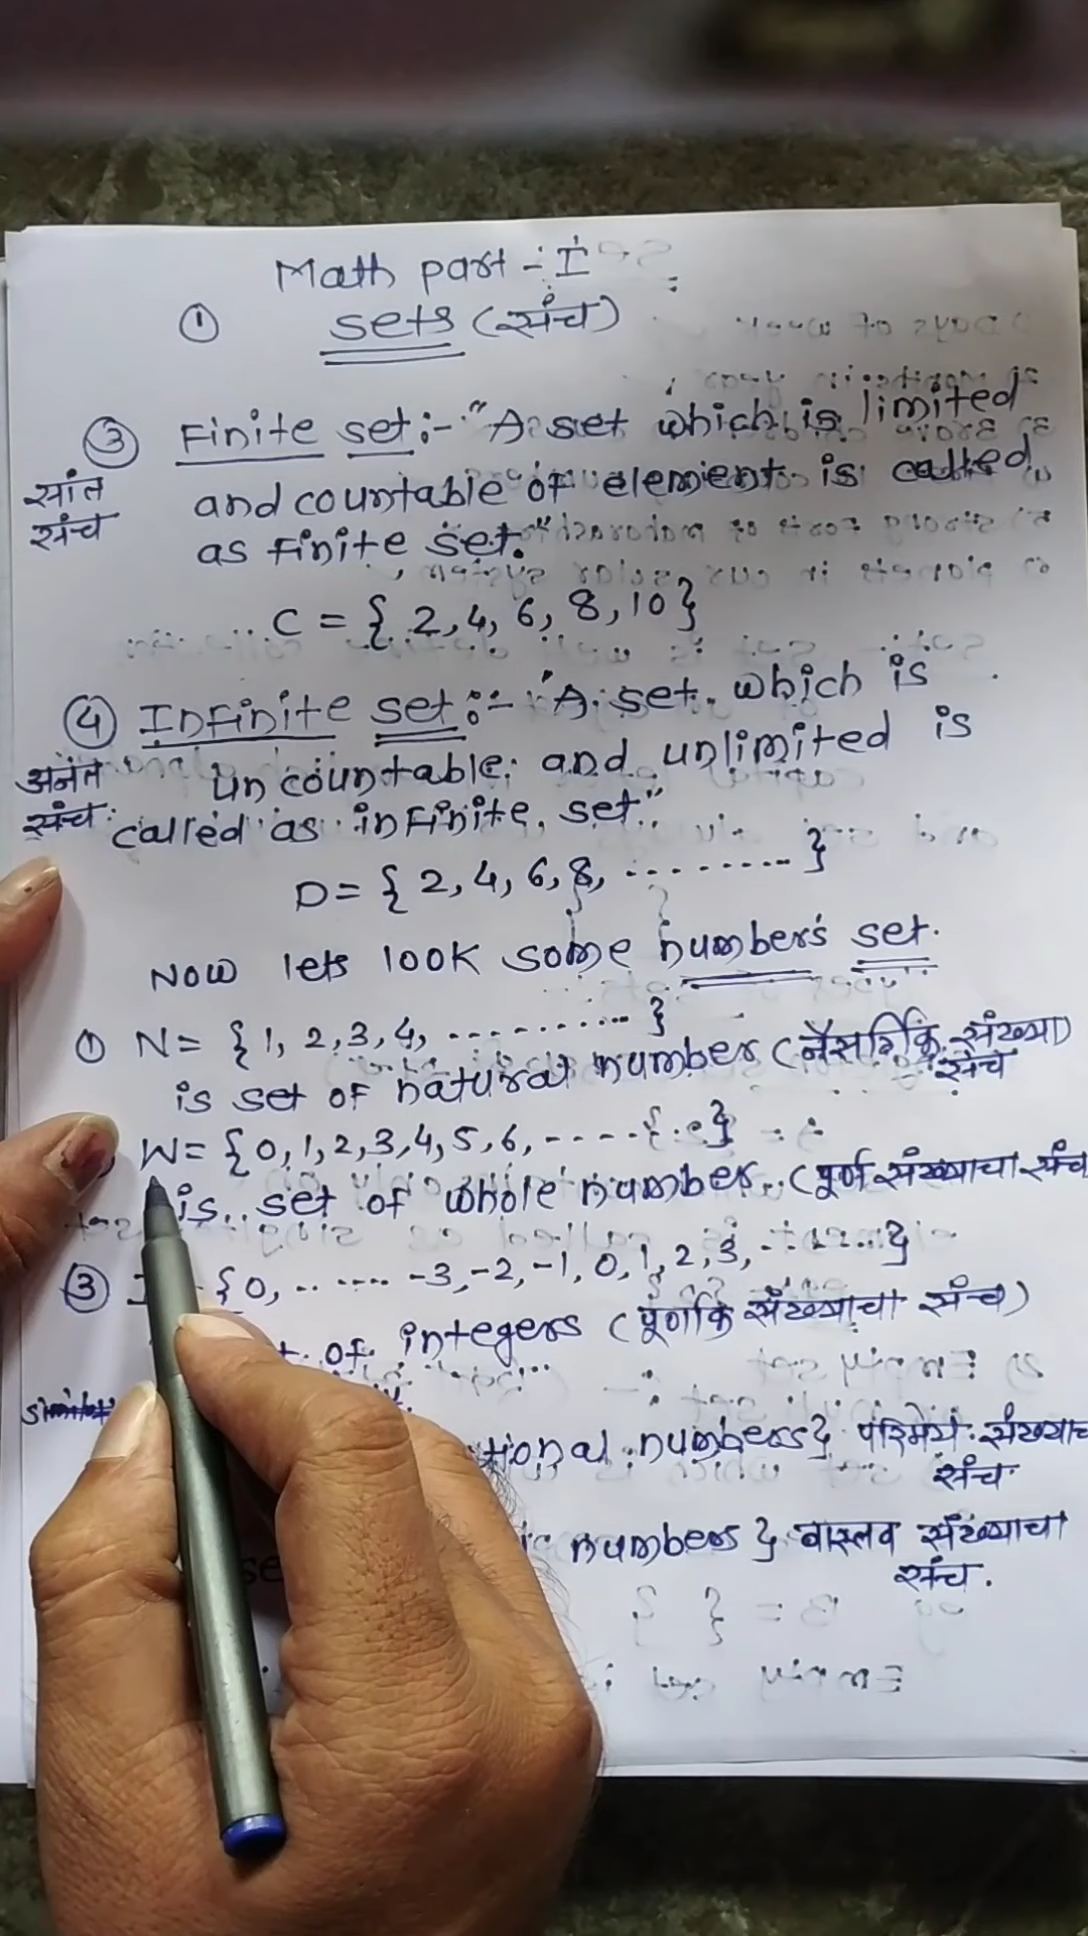 Math part - I
① sets (संच)
③ Finite set :- "A set which is limited
सांत
संच
and countable of element is called
as finite set."
C = { 2, 4, 6, 8, 10 }
④ Infinite set :- "A set which is
अनंत
संच
uncountable and unlimited is
called as infinite set."
D = { 2, 4, 6, 8, ......... }
Now lets look some numbers set.
① N = { 1, 2, 3, 4, .......... }
is set of natural number (नैसर्गिक संख्या)
संच
W = { 0, 1, 2, 3, 4, 5, 6, ....
is set of whole number (पूर्ण संख्याचा संच
③ { 0, ...... -3, -2, -1, 0, 1, 2, 3, ........ }
of integers (पूर्णांक संख्याचा संच)
numbers } परिमेय संख्याच
संच
numbers } वास्तव संख्याचा
संच.